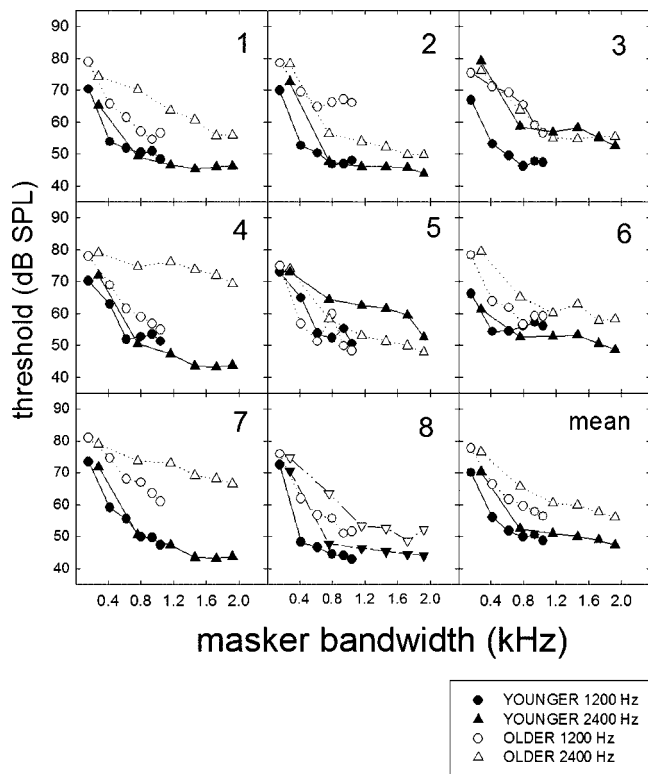 1 2 3
90
80
70
60
50
40
4 5 6
90
80
70
60
50
40
7 8 mean
90
80
70
60
50
40
threshold (dB SPL)
0.4 0.8 1.2 1.6 2.0 0.4 0.8 1.2 1.6 2.0 0.4 0.8 1.2 1.6 2.0
masker bandwidth (kHz)
YOUNGER 1200 Hz
YOUNGER 2400 Hz
OLDER 1200 Hz
OLDER 2400 Hz